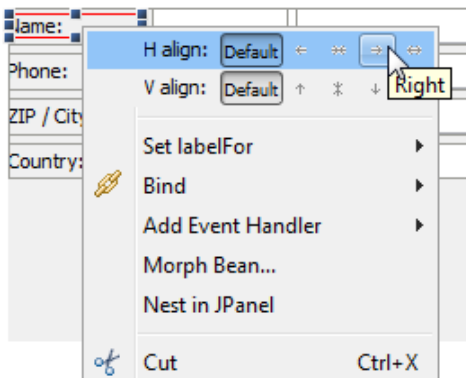 Name:
H align: Default
Phone:
V align: Default
Right
ZIP / City
Set labelFor
Country:
Bind
Add Event Handler
Morph Bean...
Nest in JPanel
Cut Ctrl+X